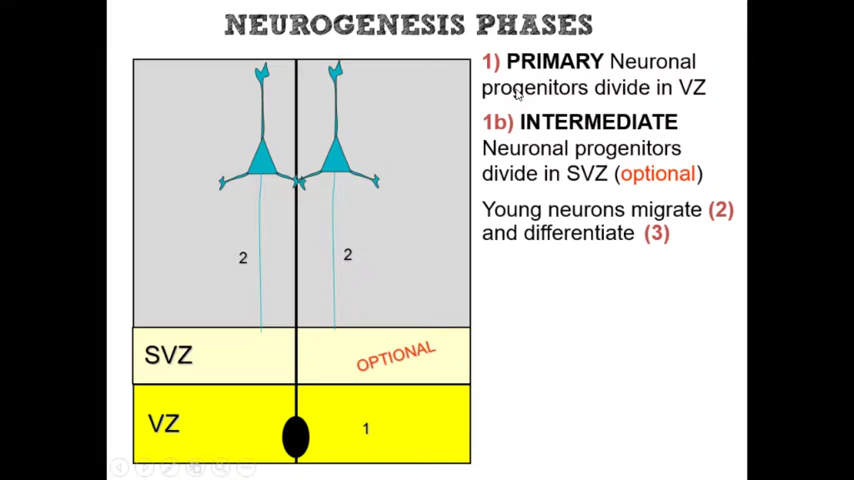 NEUROGENESIS PHASES
1) PRIMARY Neuronal
progenitors divide in VZ
1b) INTERMEDIATE
Neuronal progenitors
divide in SVZ (optional)
Young neurons migrate (2)
and differentiate (3)
2
2
SVZ
OPTIONAL
VZ
1